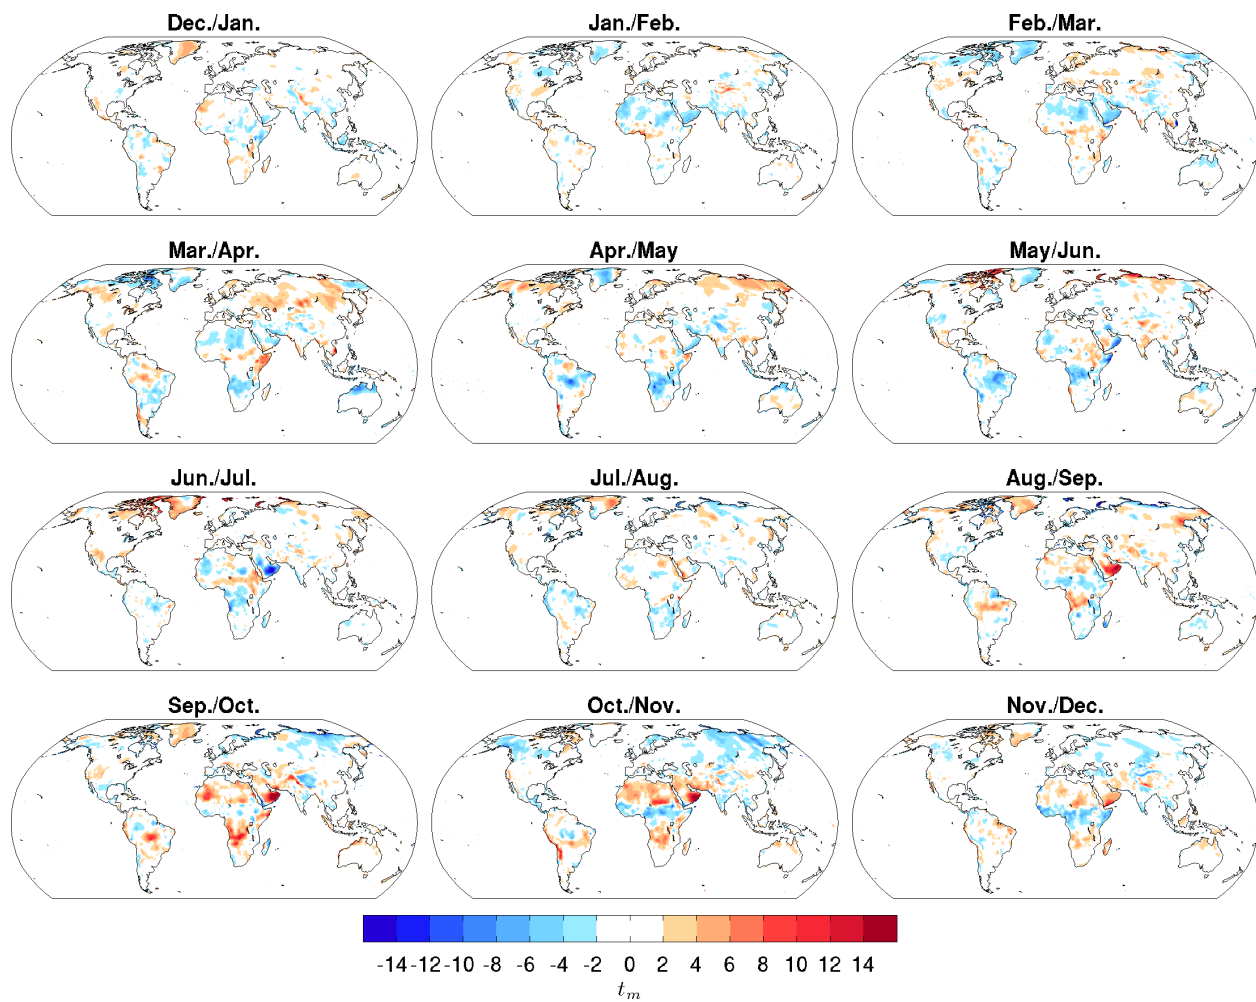 Dec./Jan. Jan./Feb. Feb./Mar.
Mar./Apr. Apr./May May/Jun.
Jun./Jul. Jul./Aug. Aug./Sep.
Sep./Oct. Oct./Nov. Nov./Dec.
-14 -12 -10 -8 -6 -4 -2 0 2 4 6 8 10 12 14
t_m